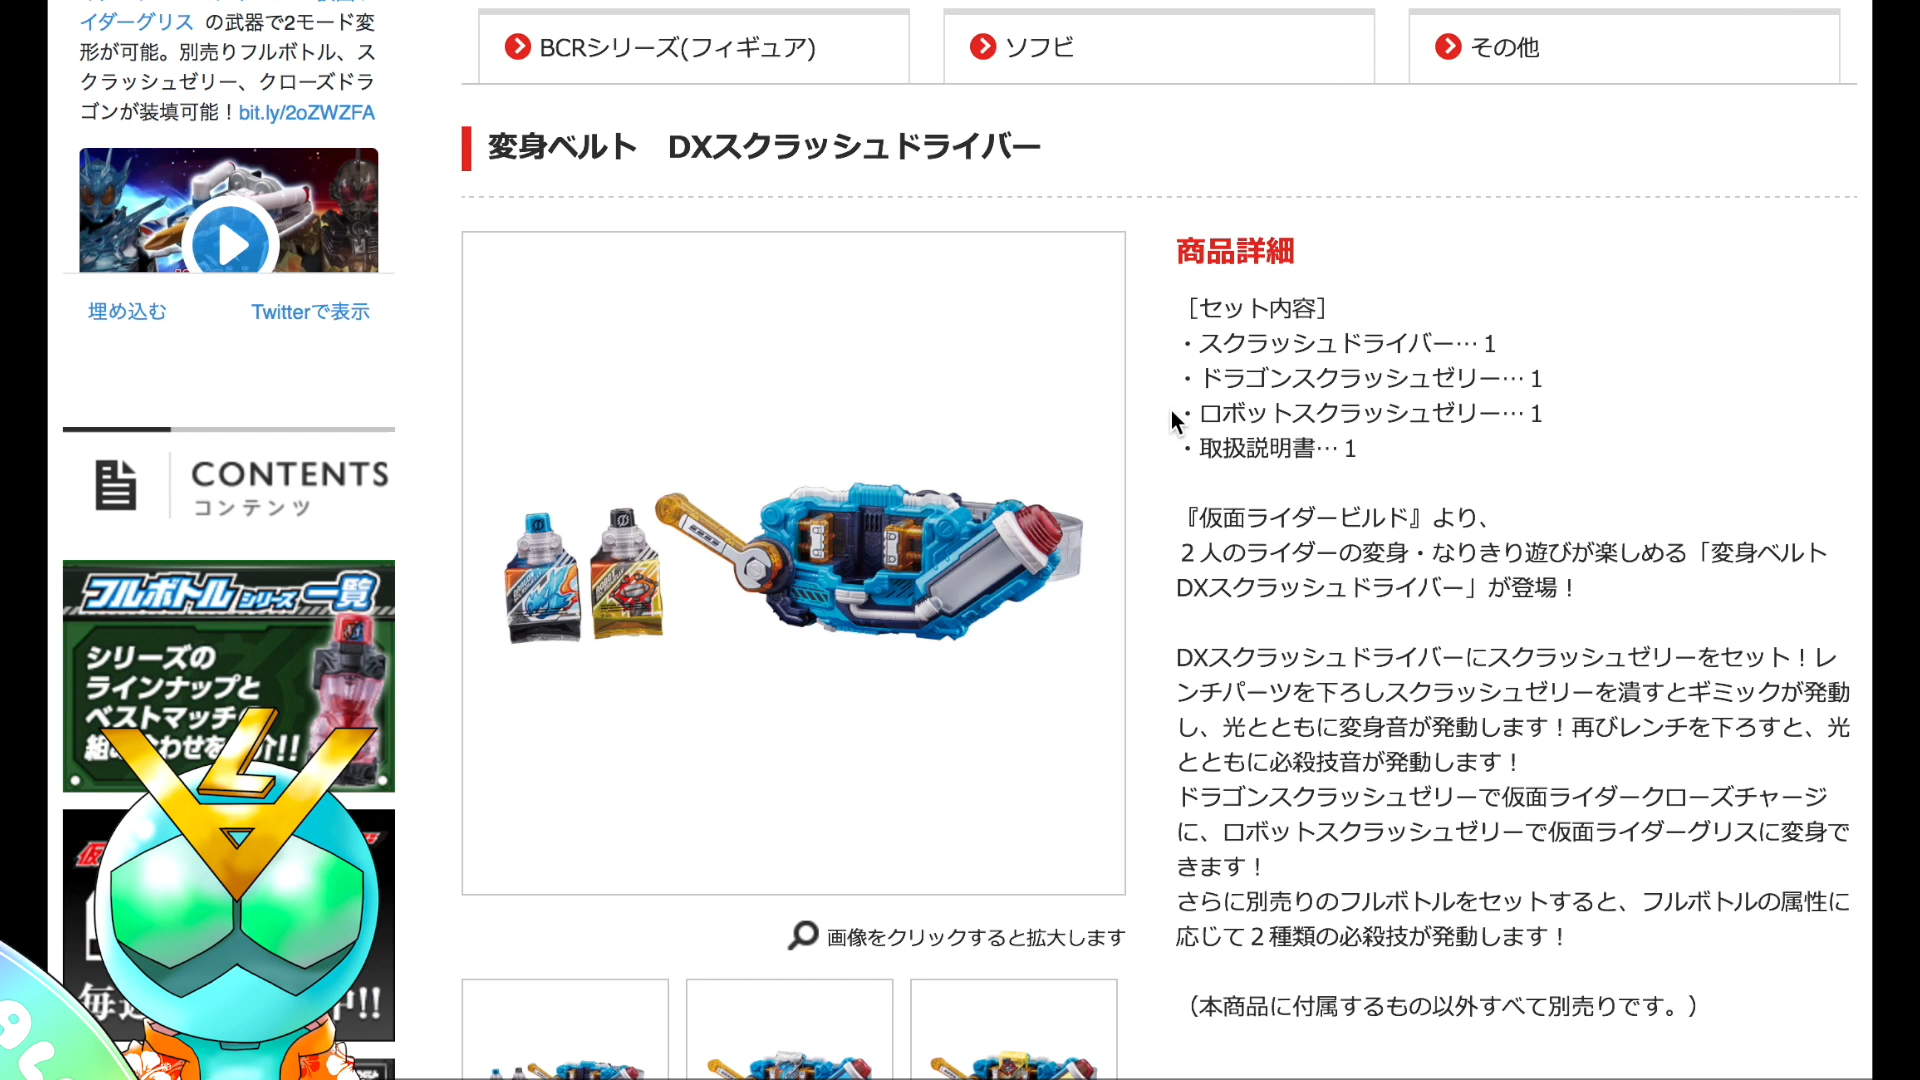 イダーグリス の武器で2モード変
形が可能。別売りフルボトル、ス
クラッシュゼリー、クローズドラ
ゴンが装填可能！bit.ly/2oZWZFA
埋め込む
Twitterで表示
CONTENTS
コンテンツ
フルボトルシリーズ一覧
シリーズの
ラインナップと
ベストマッチ
BCRシリーズ(フィギュア)
ソフビ
その他
変身ベルト　DXスクラッシュドライバー
画像をクリックすると拡大します
商品詳細
［セット内容］
・スクラッシュドライバー…１
・ドラゴンスクラッシュゼリー…１
・ロボットスクラッシュゼリー…１
・取扱説明書…１
『仮面ライダービルド』より、
２人のライダーの変身・なりきり遊びが楽しめる「変身ベルト
DXスクラッシュドライバー」が登場！
DXスクラッシュドライバーにスクラッシュゼリーをセット！レ
ンチパーツを下ろしスクラッシュゼリーを潰すとギミックが発動
し、光とともに変身音が発動します！再びレンチを下ろすと、光
とともに必殺技音が発動します！
ドラゴンスクラッシュゼリーで仮面ライダークローズチャージ
に、ロボットスクラッシュゼリーで仮面ライダーグリスに変身で
きます！
さらに別売りのフルボトルをセットすると、フルボトルの属性に
応じて２種類の必殺技が発動します！
（本商品に付属するもの以外すべて別売りです。）